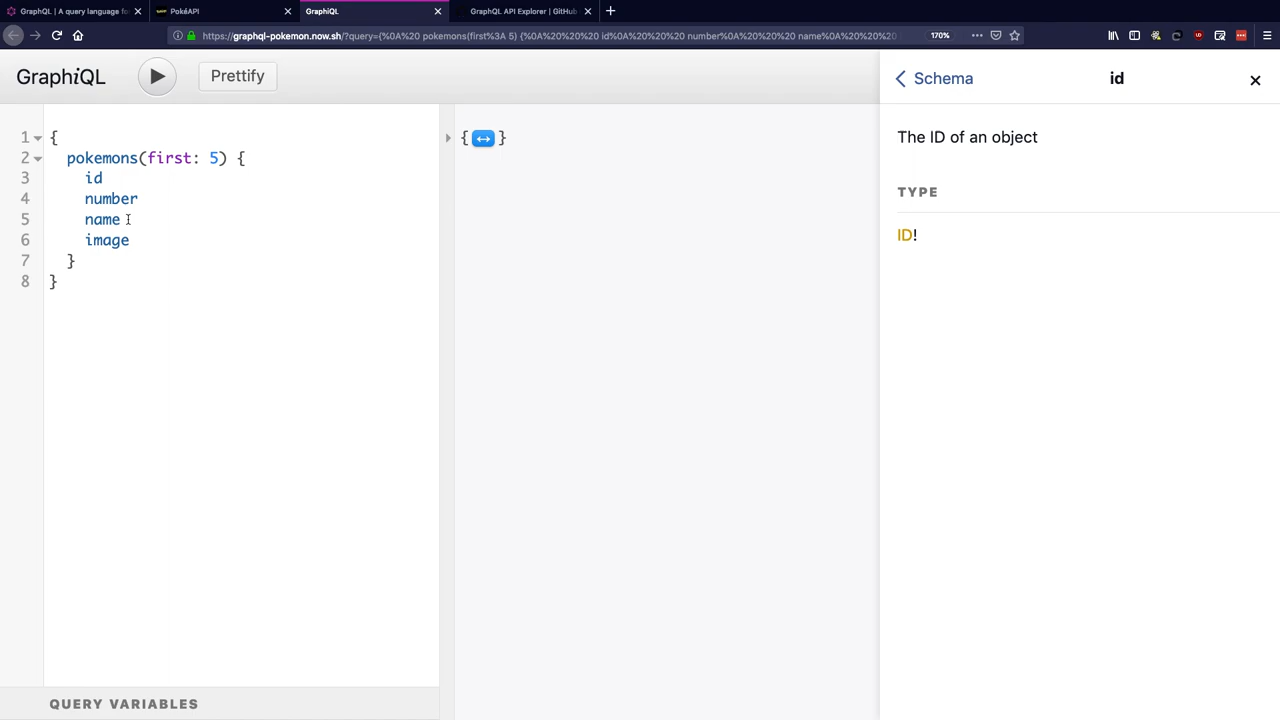 GraphQL | A query language fo
PokéAPI
GraphiQL
GraphQL API Explorer | GitHub
https://graphql-pokemon.now.sh/?query={%0A%20 pokemons(first%3A 5) {%0A%20%20%20 id%0A%20%20%20 number%0A%20%20%20 name%0A%20%20%20
170%
GraphiQL
Prettify
Schema
id
1 {
2 pokemons(first: 5) {
3 id
4 number
5 name
6 image
7 }
8 }
{ }
The ID of an object
TYPE
ID!
QUERY VARIABLES